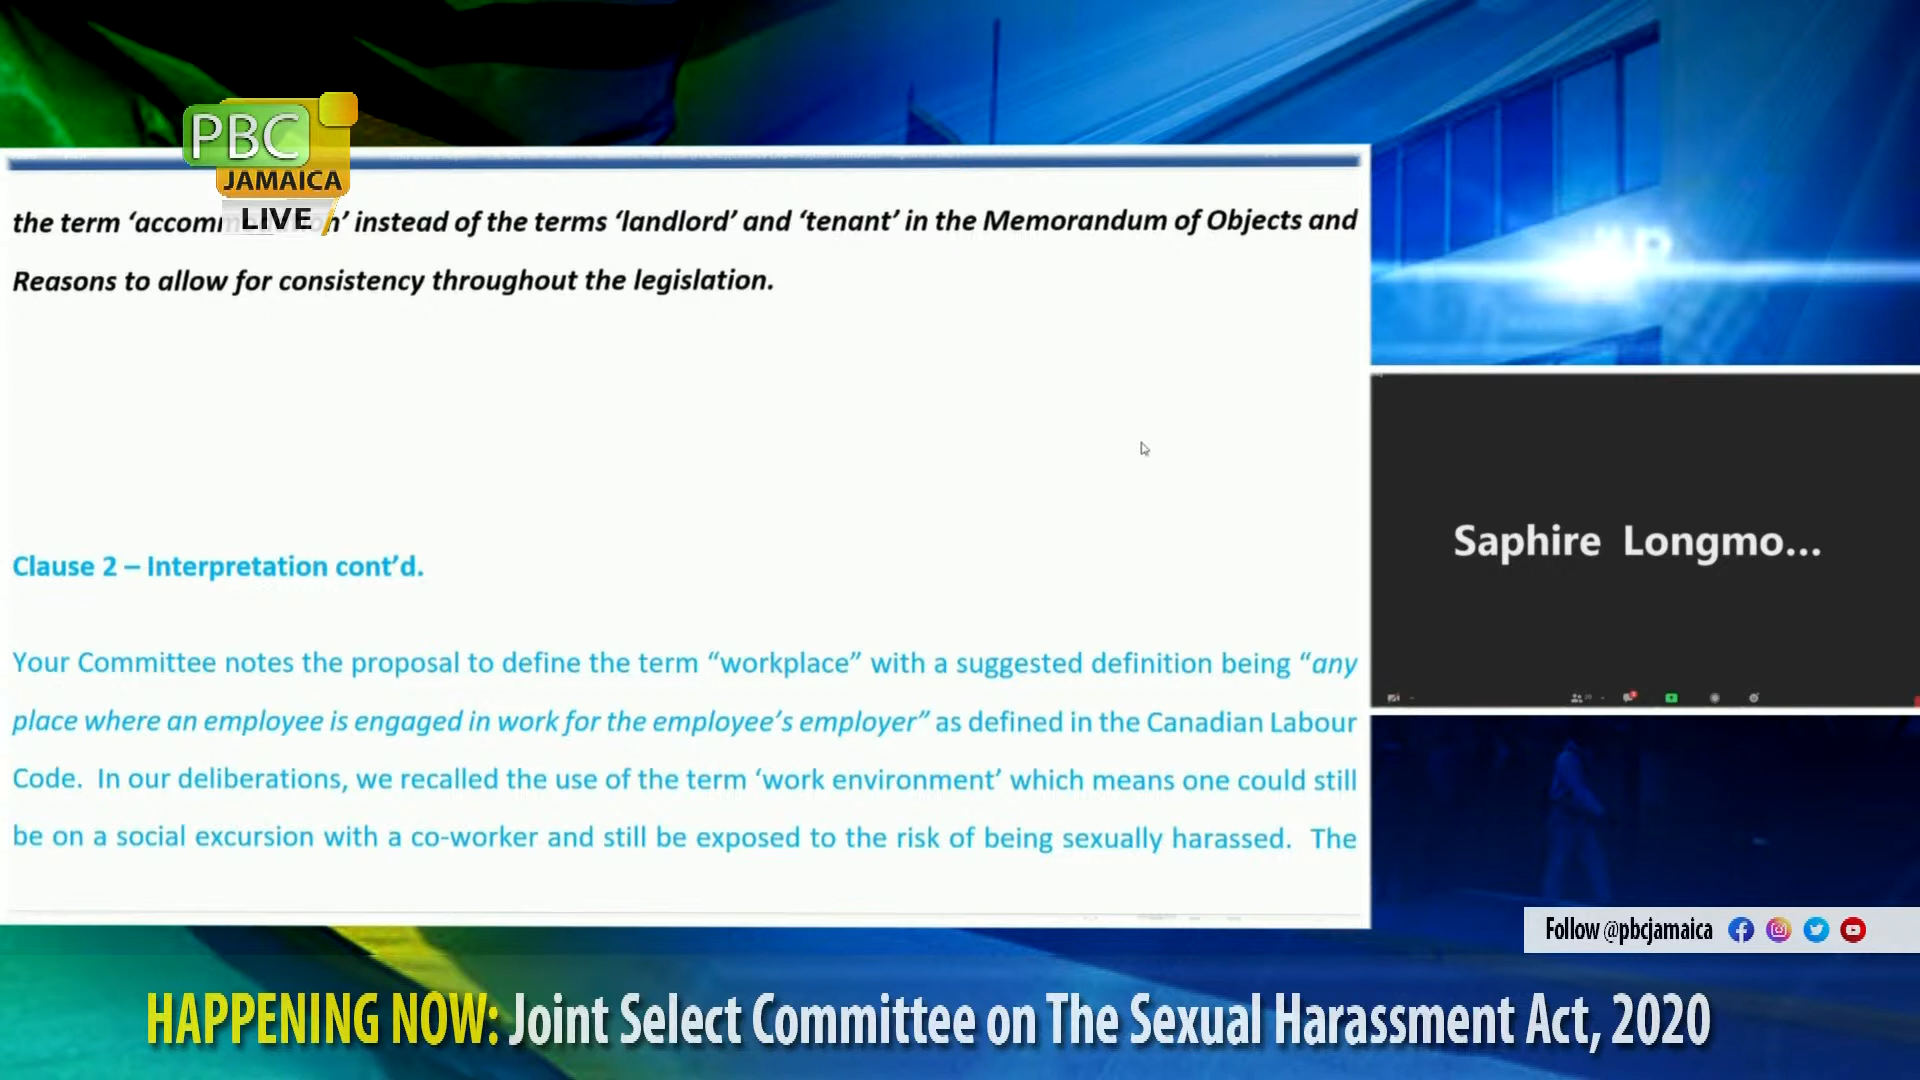 PBC
JAMAICA
LIVE
the term ‘accomm n’ instead of the terms ‘landlord’ and ‘tenant’ in the Memorandum of Objects and
Reasons to allow for consistency throughout the legislation.
Clause 2 – Interpretation cont’d.
Your Committee notes the proposal to define the term “workplace” with a suggested definition being “any
place where an employee is engaged in work for the employee’s employer” as defined in the Canadian Labour
Code. In our deliberations, we recalled the use of the term ‘work environment’ which means one could still
be on a social excursion with a co-worker and still be exposed to the risk of being sexually harassed. The
Saphire Longmo...
Follow @pbcjamaica
HAPPENING NOW: Joint Select Committee on The Sexual Harassment Act, 2020